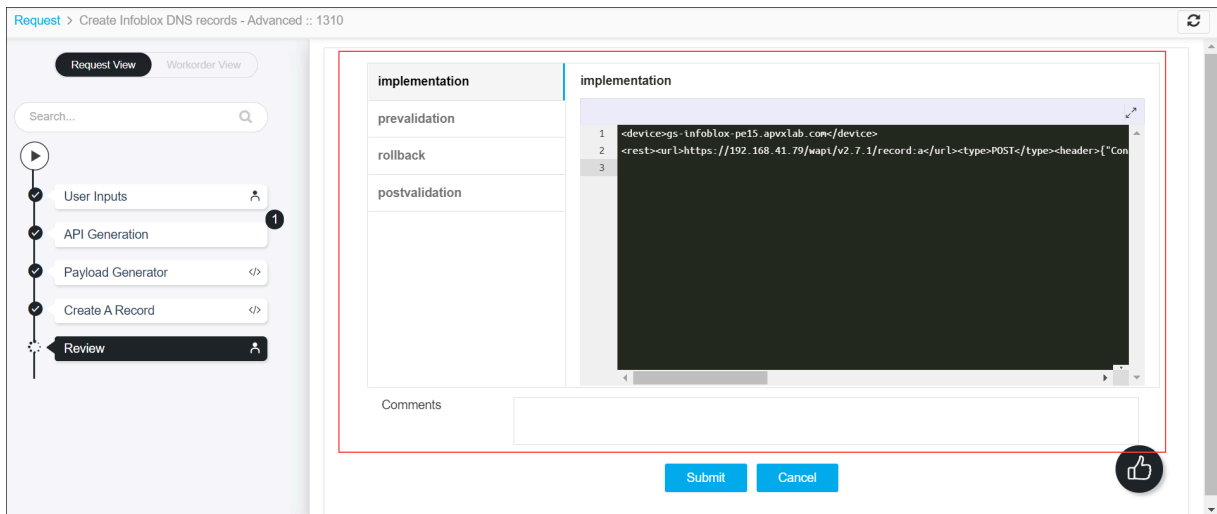 Request > Create Infoblox DNS records - Advanced :: 1310
Request View
Workorder View
Search...
User Inputs
1
API Generation
Payload Generator
</>
Create A Record
</>
Review
implementation
prevalidation
rollback
postvalidation
implementation
1 <device>gs-infoblox-pe15.apvxlab.com</device>
2 <rest><url>https://192.168.41.79/wapi/v2.7.1/record:a</url><type>POST</type><header>{"Con
3
Comments
Submit
Cancel